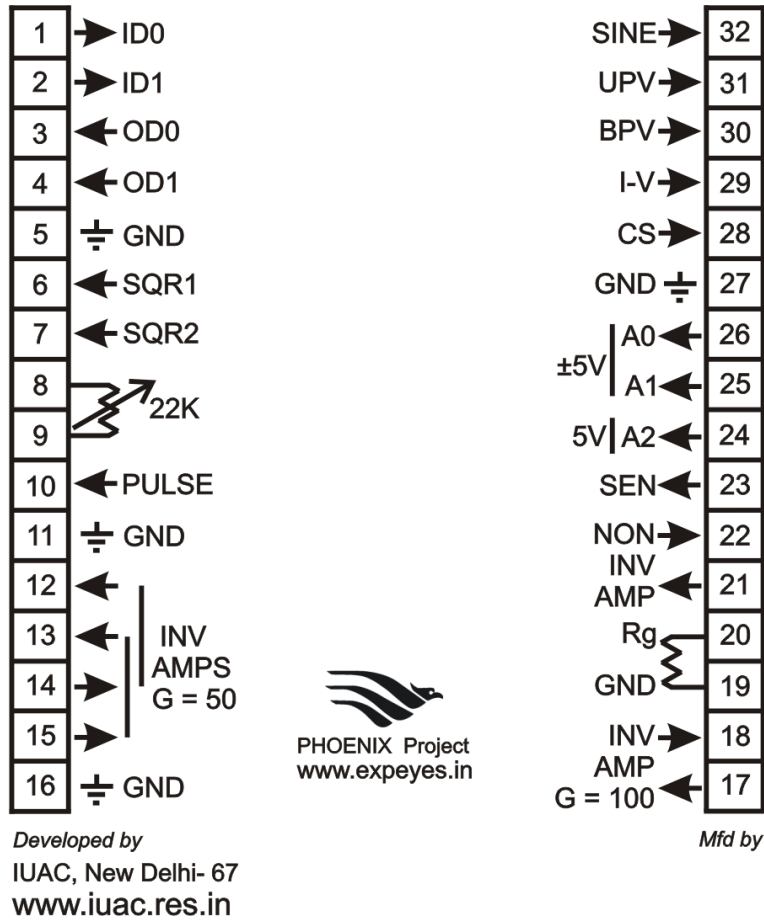 1 ID0
2 ID1
3 OD0
4 OD1
5 GND
6 SQR1
7 SQR2
8
22K
9
10 PULSE
11 GND
12
13 INV
AMPS
14
G = 50
15
16 GND
SINE 32
UPV 31
BPV 30
I-V 29
CS 28
GND 27
A0 26
±5V
A1 25
5V A2 24
SEN 23
NON 22
INV
21
AMP
Rg 20
GND 19
INV 18
AMP
17
G = 100
PHOENIX Project
www.expeyes.in
Developed by
IUAC, New Delhi- 67
www.iuac.res.in
Mfd by